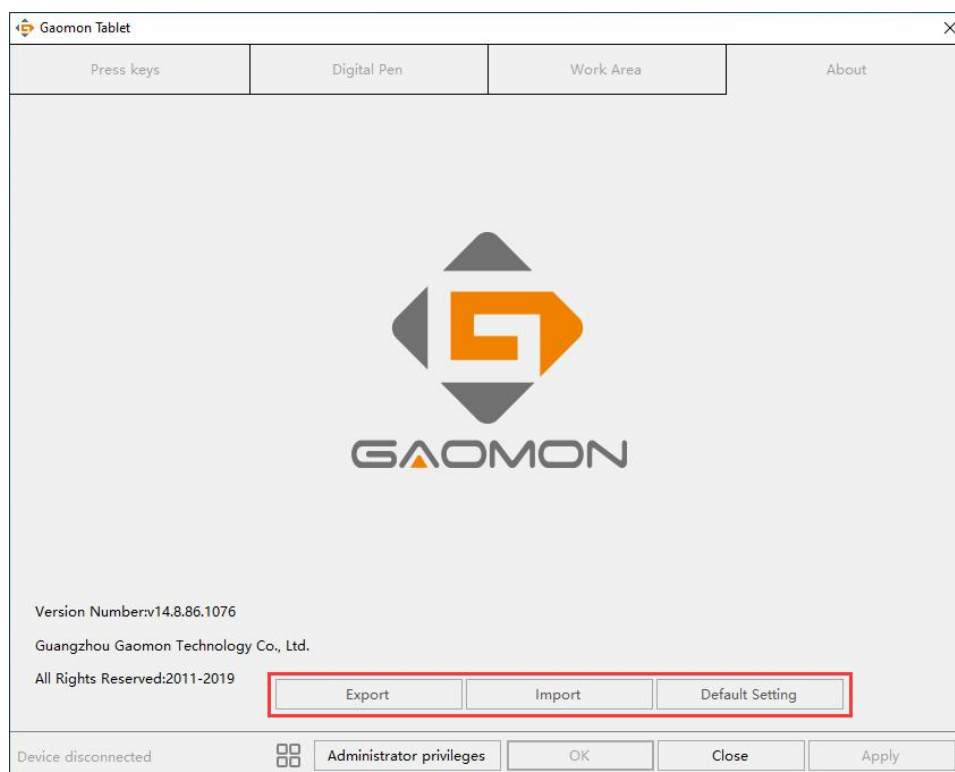 Gaomon Tablet
Press keys Digital Pen Work Area About
GAOMON
Version Number:v14.8.86.1076
Guangzhou Gaomon Technology Co., Ltd.
All Rights Reserved:2011-2019
Export Import Default Setting
Device disconnected Administrator privileges OK Close Apply